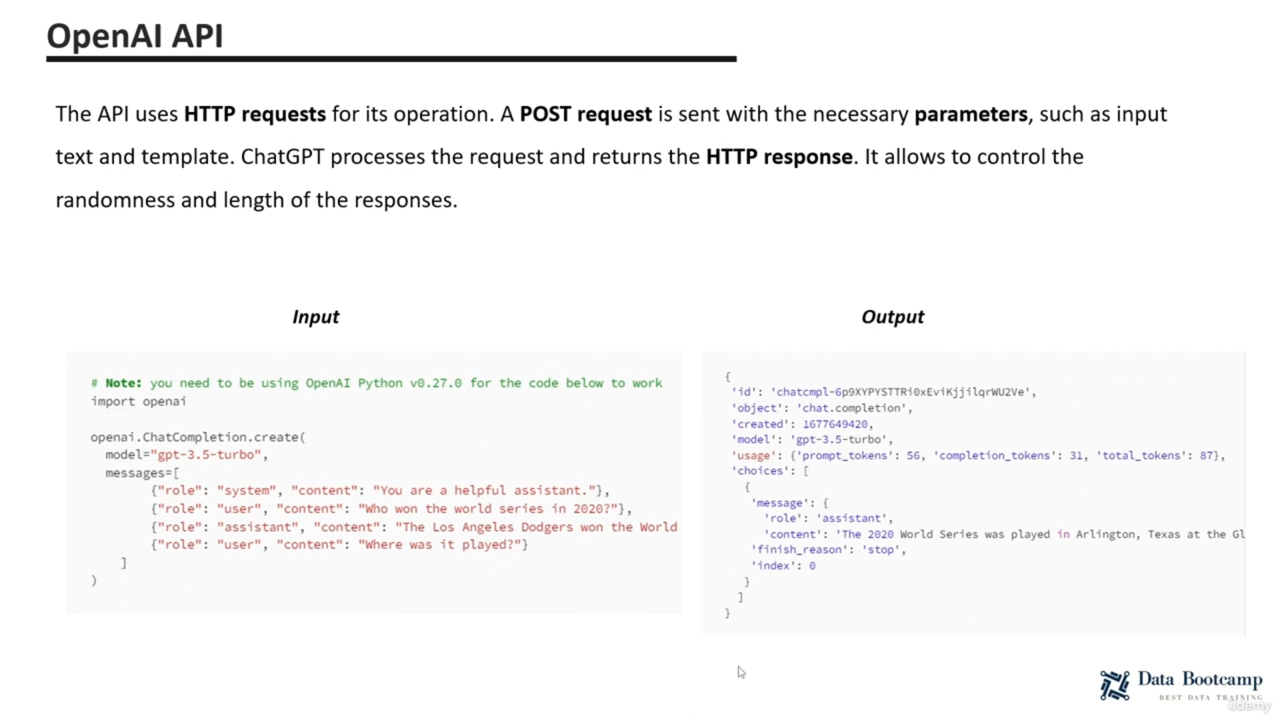 OpenAI API
The API uses HTTP requests for its operation. A POST request is sent with the necessary parameters, such as input
text and template. ChatGPT processes the request and returns the HTTP response. It allows to control the
randomness and length of the responses.
Input
# Note: you need to be using OpenAI Python v0.27.0 for the code below to work
import openai
openai.ChatCompletion.create(
model="gpt-3.5-turbo",
messages=[
{"role": "system", "content": "You are a helpful assistant."},
{"role": "user", "content": "Who won the world series in 2020?"},
{"role": "assistant", "content": "The Los Angeles Dodgers won the World
{"role": "user", "content": "Where was it played?"}
]
)
Output
{
'id': 'chatcmpl-6p9XYPYSTTRi0xEviKjjilqrWU2Ve',
'object': 'chat.completion',
'created': 1677649420,
'model': 'gpt-3.5-turbo',
'usage': {'prompt_tokens': 56, 'completion_tokens': 31, 'total_tokens': 87},
'choices': [
{
'message': {
'role': 'assistant',
'content': 'The 2020 World Series was played in Arlington, Texas at the Gl
'finish_reason': 'stop',
'index': 0
}
]
}
Data Bootcamp
BEST DATA TRAINING
udemy